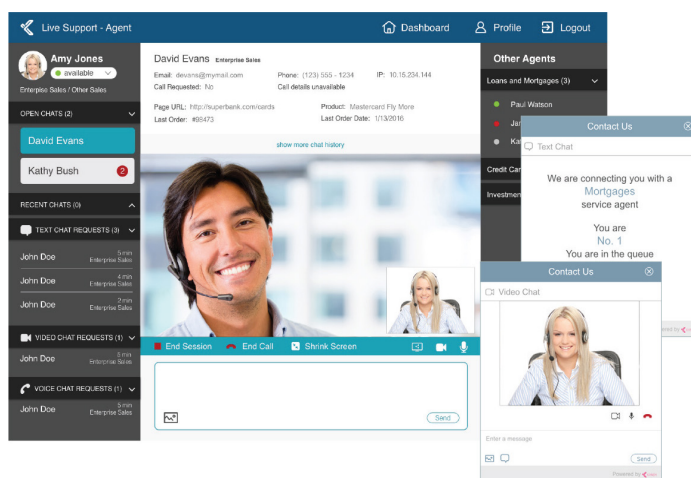 Live Support - Agent
Dashboard
Profile
Logout
Amy Jones
available
Enterprise Sales / Other Sales
OPEN CHATS (2)
David Evans
Kathy Bush
2
RECENT CHATS (0)
TEXT CHAT REQUESTS (3)
John Doe
5 min
Enterprise Sales
John Doe
4 min
Enterprise Sales
John Doe
2 min
Enterprise Sales
VIDEO CHAT REQUESTS (1)
John Doe
5 min
Enterprise Sales
VOICE CHAT REQUESTS (1)
John Doe
5 min
Enterprise Sales
David Evans Enterprise Sales
Email: devans@mymail.com Phone: (123) 555 - 1234 IP: 10.15.234.144
Call Requested: No Call details unavailable
Page URL: http://superbank.com/cards Product: Mastercard Fly More
Last Order: #98473 Last Order Date: 1/13/2016
show more chat history
End Session
End Call
Shrink Screen
Send
Other Agents
Loans and Mortgages (3)
Paul Watson
Contact Us
Text Chat
We are connecting you with a
Mortgages
service agent
You are
No. 1
You are in the queue
Contact Us
Video Chat
Enter a message
Send
Powered by